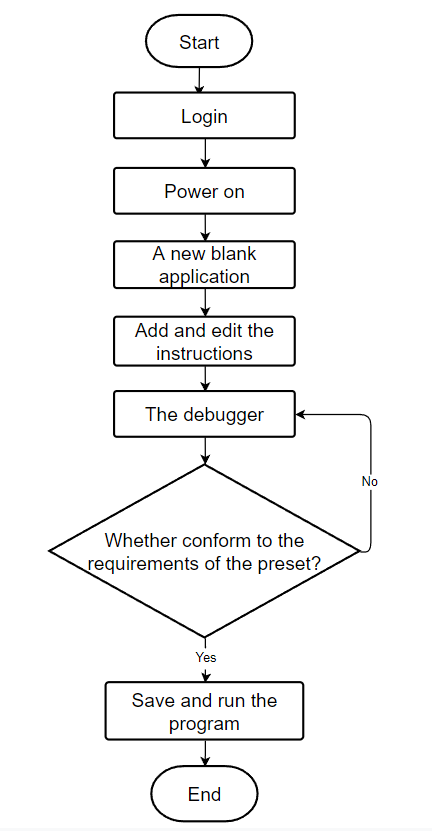 Start
Login
Power on
A new blank
application
Add and edit the
instructions
The debugger
No
Whether conform to the
requirements of the preset?
Yes
Save and run the
program
End